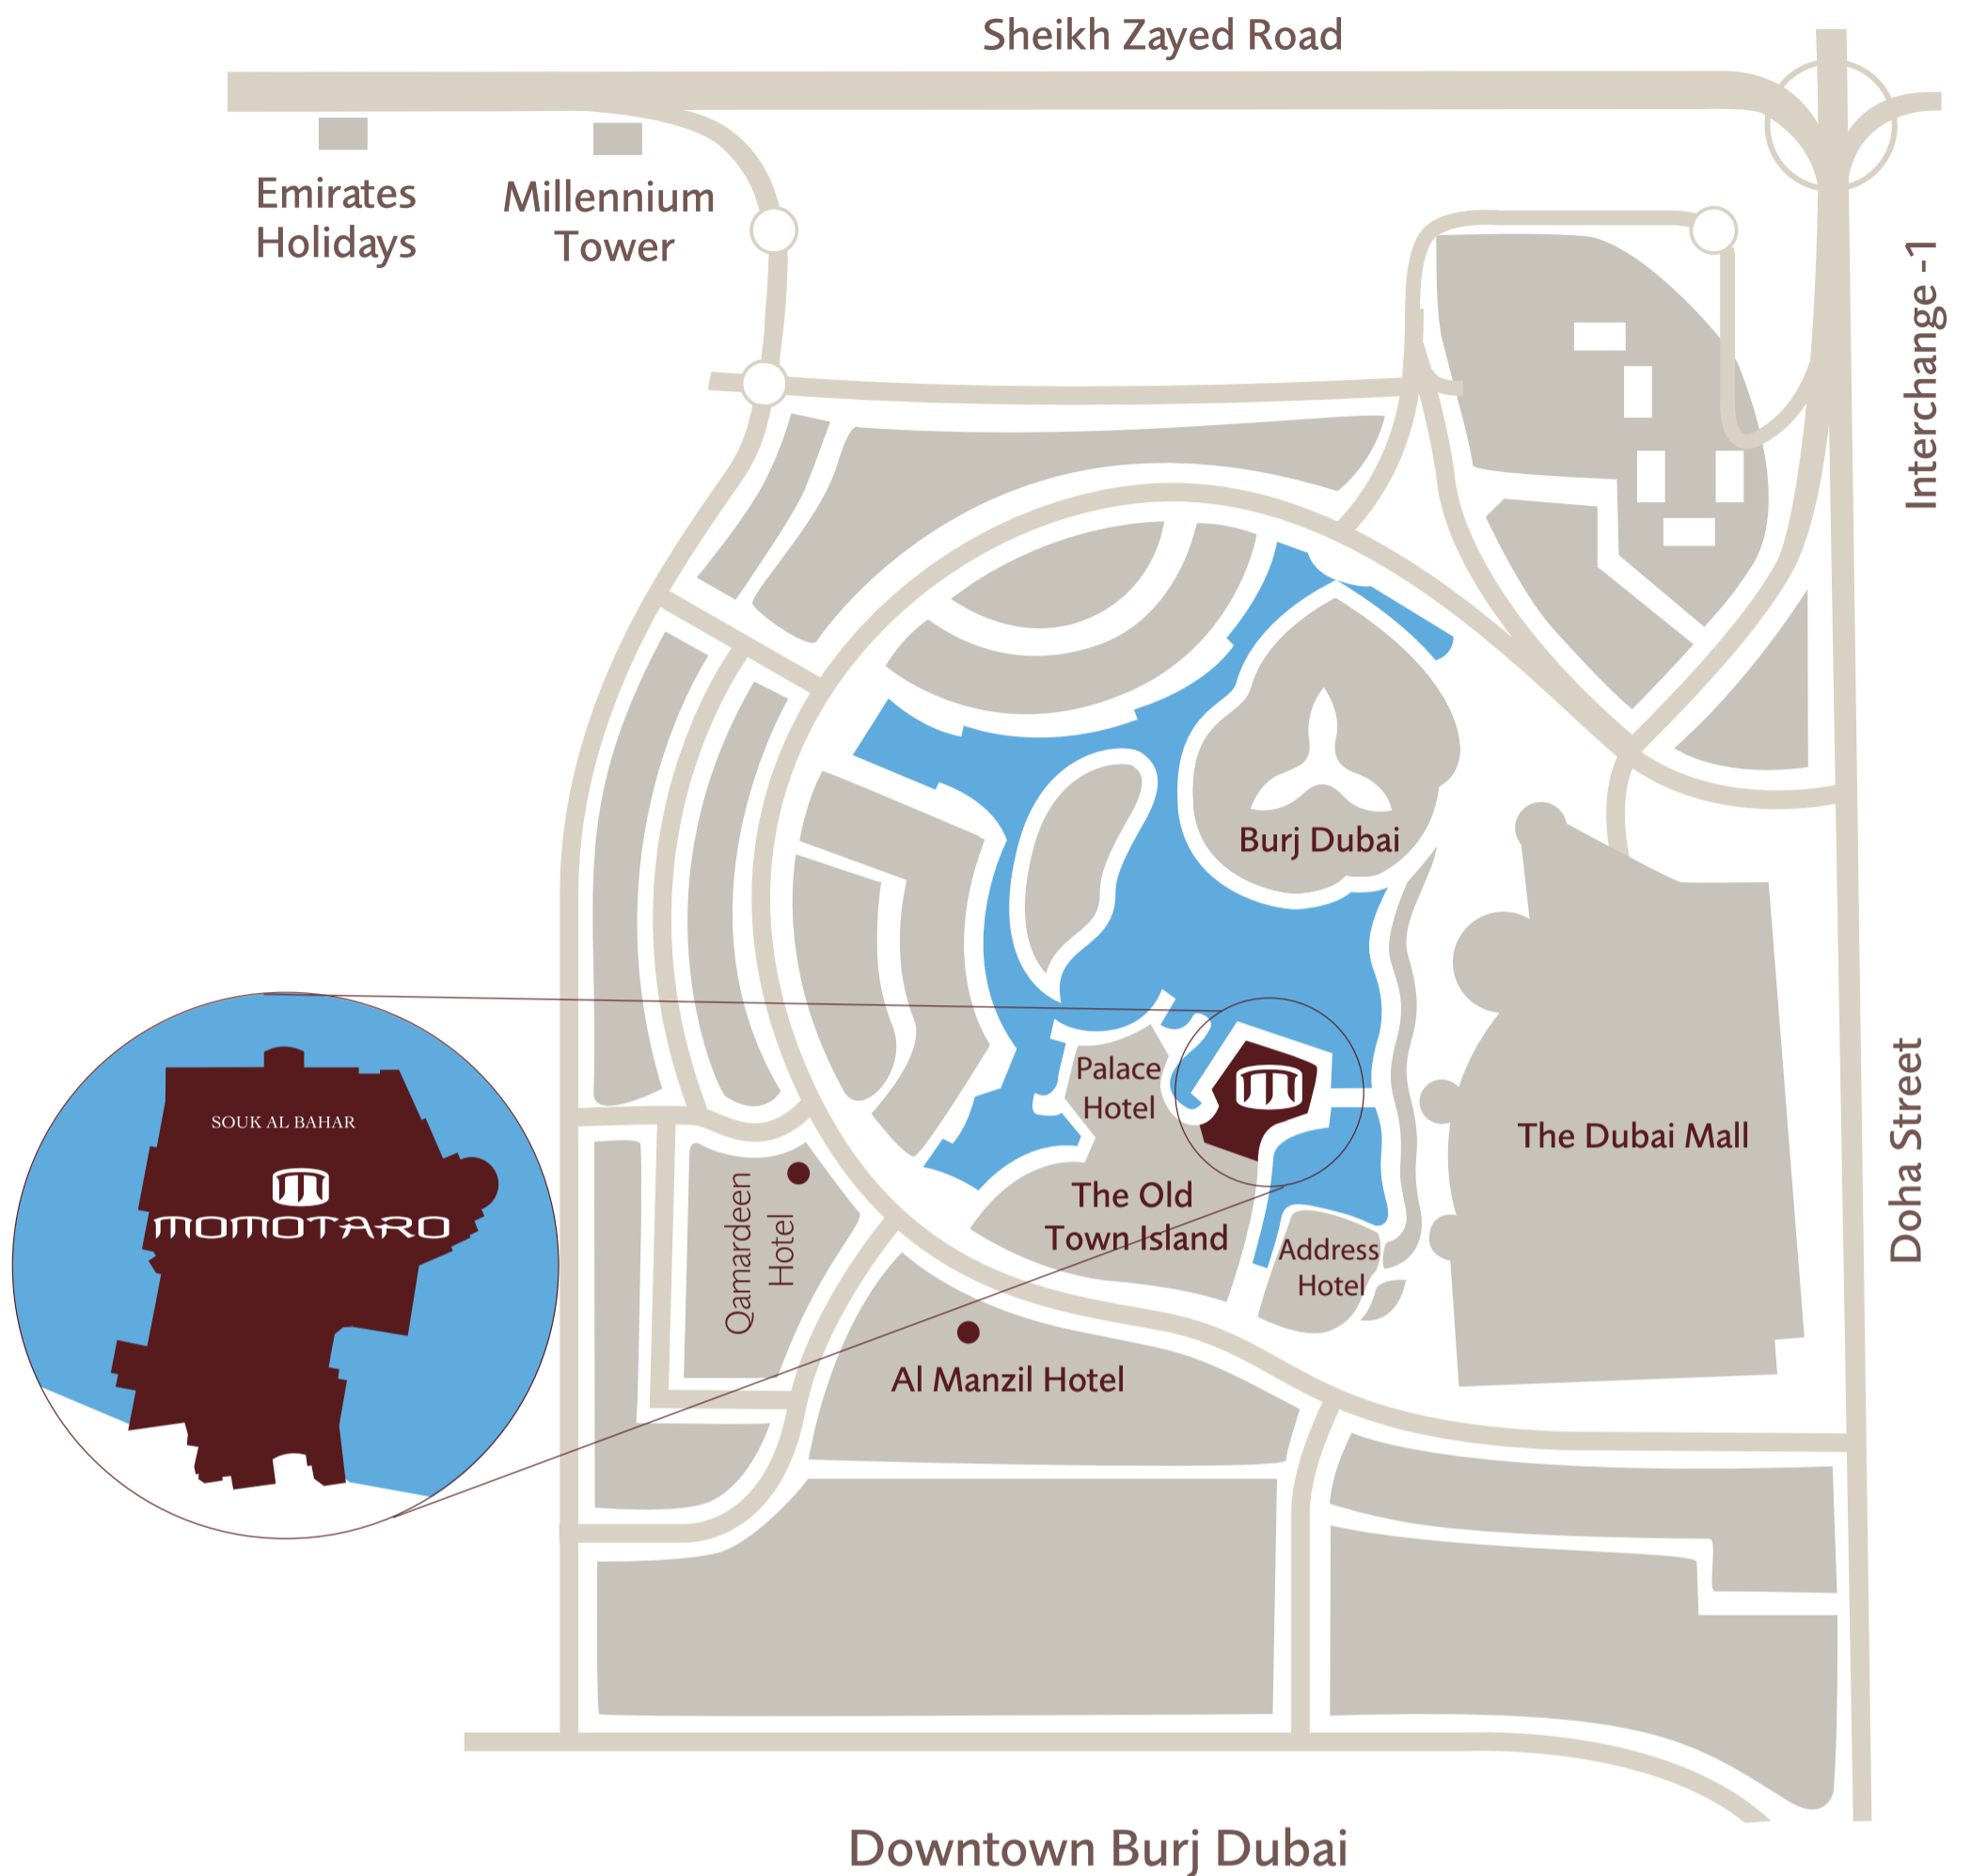 Sheikh Zayed Road
Emirates
Holidays
Millennium
Tower
Interchange -1
Burj Dubai
Palace
Hotel
The Dubai Mall
Doha Street
SOUK AL BAHAR
MOMOTARO
Qamardeen
Hotel
The Old
Town Island
Address
Hotel
Al Manzil Hotel
Downtown Burj Dubai